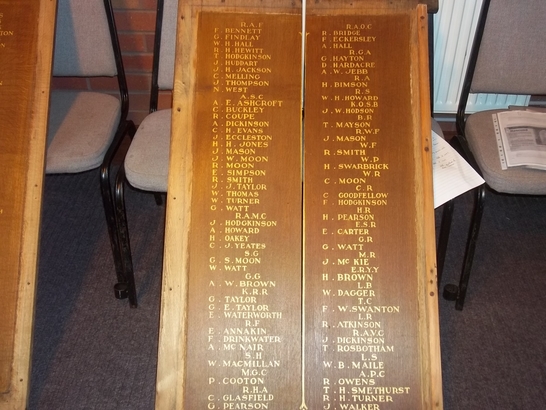 R.A.F
F. BENNETT
G. FINDLAY
W. H. HALL
R. H. HEWITT
T. HODGKINSON
J. HUBBART
J. H. JACKSON
C. MELLING
J. THOMPSON
N. WEST
A.S.C
A. E. ASHCROFT
C. BUCKLEY
R. COUPE
A. DICKINSON
C. H. EVANS
J. ECCLESTON
H. H. JONES
J. MASON
J. W. MOON
R. MOON
E. SIMPSON
R. SMITH
J. J. TAYLOR
W. THOMAS
W. TURNER
G. WATT
R.A.M.C
J. HODGKINSON
A. HOWARD
H. OAKEY
C. J. YEATES
S.G
G. S. MOON
W. WATT
G.G
A. W. BROWN
K.R.R
G. TAYLOR
G. E. TAYLOR
E. WATERWORTH
R.F
E. ANNAKIN
F. DRINKWATER
A. Mc NAIR
S.H
W. MACMILLAN
M.G.C
P. COOTON
R.H.A
C. GLASFIELD
G. PEARSON
R.A.O.C
B. BRIDGE
F. ECKERSLEY
A. HALL
R.G.A
G. HAYTON
D. HARDACRE
A. W. JEBB
R.A
H. BIMSON
R.S
W. H. HOWARD
K.O.S.B
J. W. HODSON
B.R
T. MAYSON
R.W.F
J. MASON
W.F
R. SMITH
W.D
H. SWARBRICK
W.R
C. MOON
C.R
C. GOODFELLOW
F. HODGKINSON
H.R
H. PEARSON
E.S.R
E. CARTER
G.R
G. WATT
M.R
J. Mc KIE
E.R.Y.Y
H. BROWN
L.B
W. DAGGER
T.C
F. W. SWANTON
L.R
R. ATKINSON
R.A.V.C
J. DICKINSON
T. ROSBOTHAM
L.S
W. B. MAILE
A.P.C
R. OWENS
T. H. SMETHURST
R. H. TURNER
J. WALKER